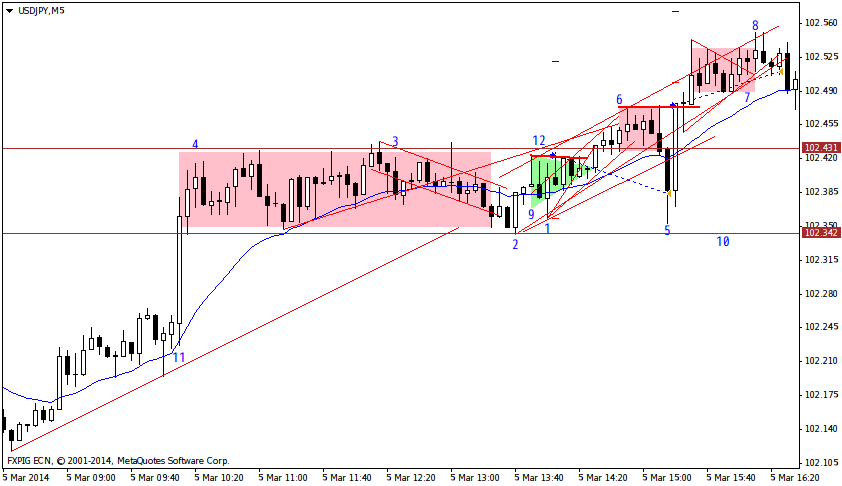 USDJPY,M5
8
102.560
102.525
6
7
102.490
102.455
4
3
12
102.431
102.420
102.385
9
1
2
5
10
102.350
102.342
102.315
102.280
102.245
11
102.210
102.175
102.140
FXPIG ECN, © 2001-2014, MetaQuotes Software Corp.
102.105
5 Mar 2014
5 Mar 09:00
5 Mar 09:40
5 Mar 10:20
5 Mar 11:00
5 Mar 11:40
5 Mar 12:20
5 Mar 13:00
5 Mar 13:40
5 Mar 14:20
5 Mar 15:00
5 Mar 15:40
5 Mar 16:20